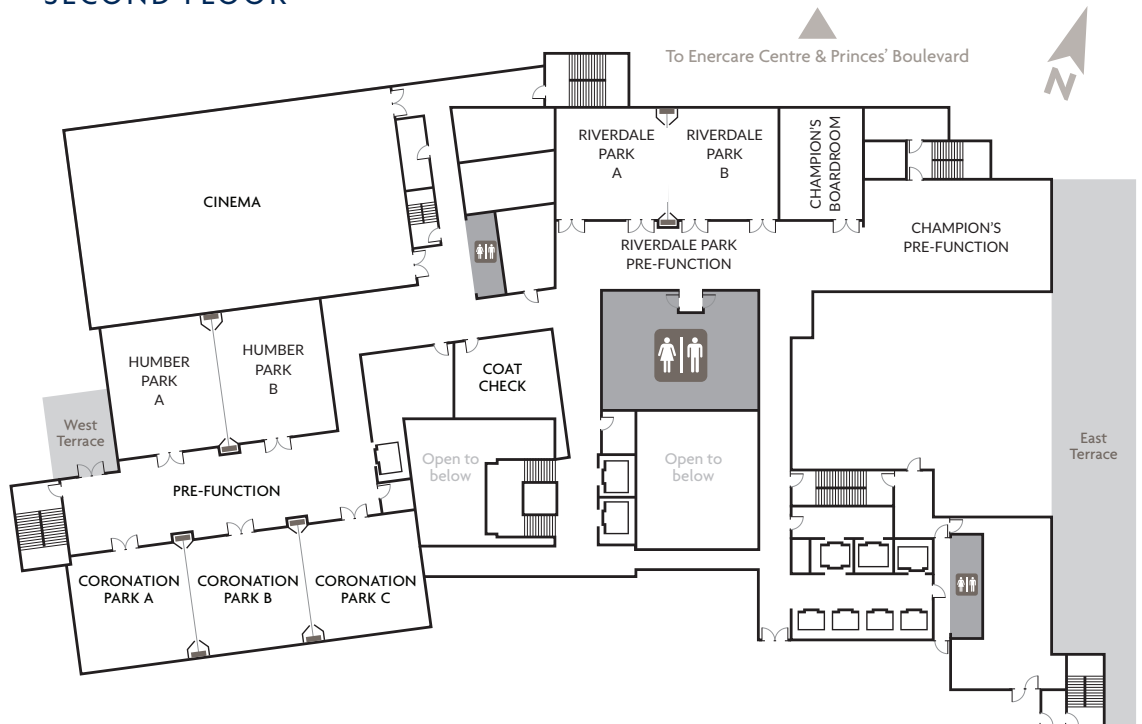 SECOND FLOOR
To Enercare Centre & Princes' Boulevard
N
RIVERDALE
PARK
A
RIVERDALE
PARK
B
CHAMPION'S
BOARDROOM
CINEMA
CHAMPION'S
PRE-FUNCTION
RIVERDALE PARK
PRE-FUNCTION
HUMBER
PARK
A
HUMBER
PARK
B
COAT
CHECK
West
Terrace
Open to
below
Open to
below
East
Terrace
PRE-FUNCTION
CORONATION
PARK A
CORONATION
PARK B
CORONATION
PARK C